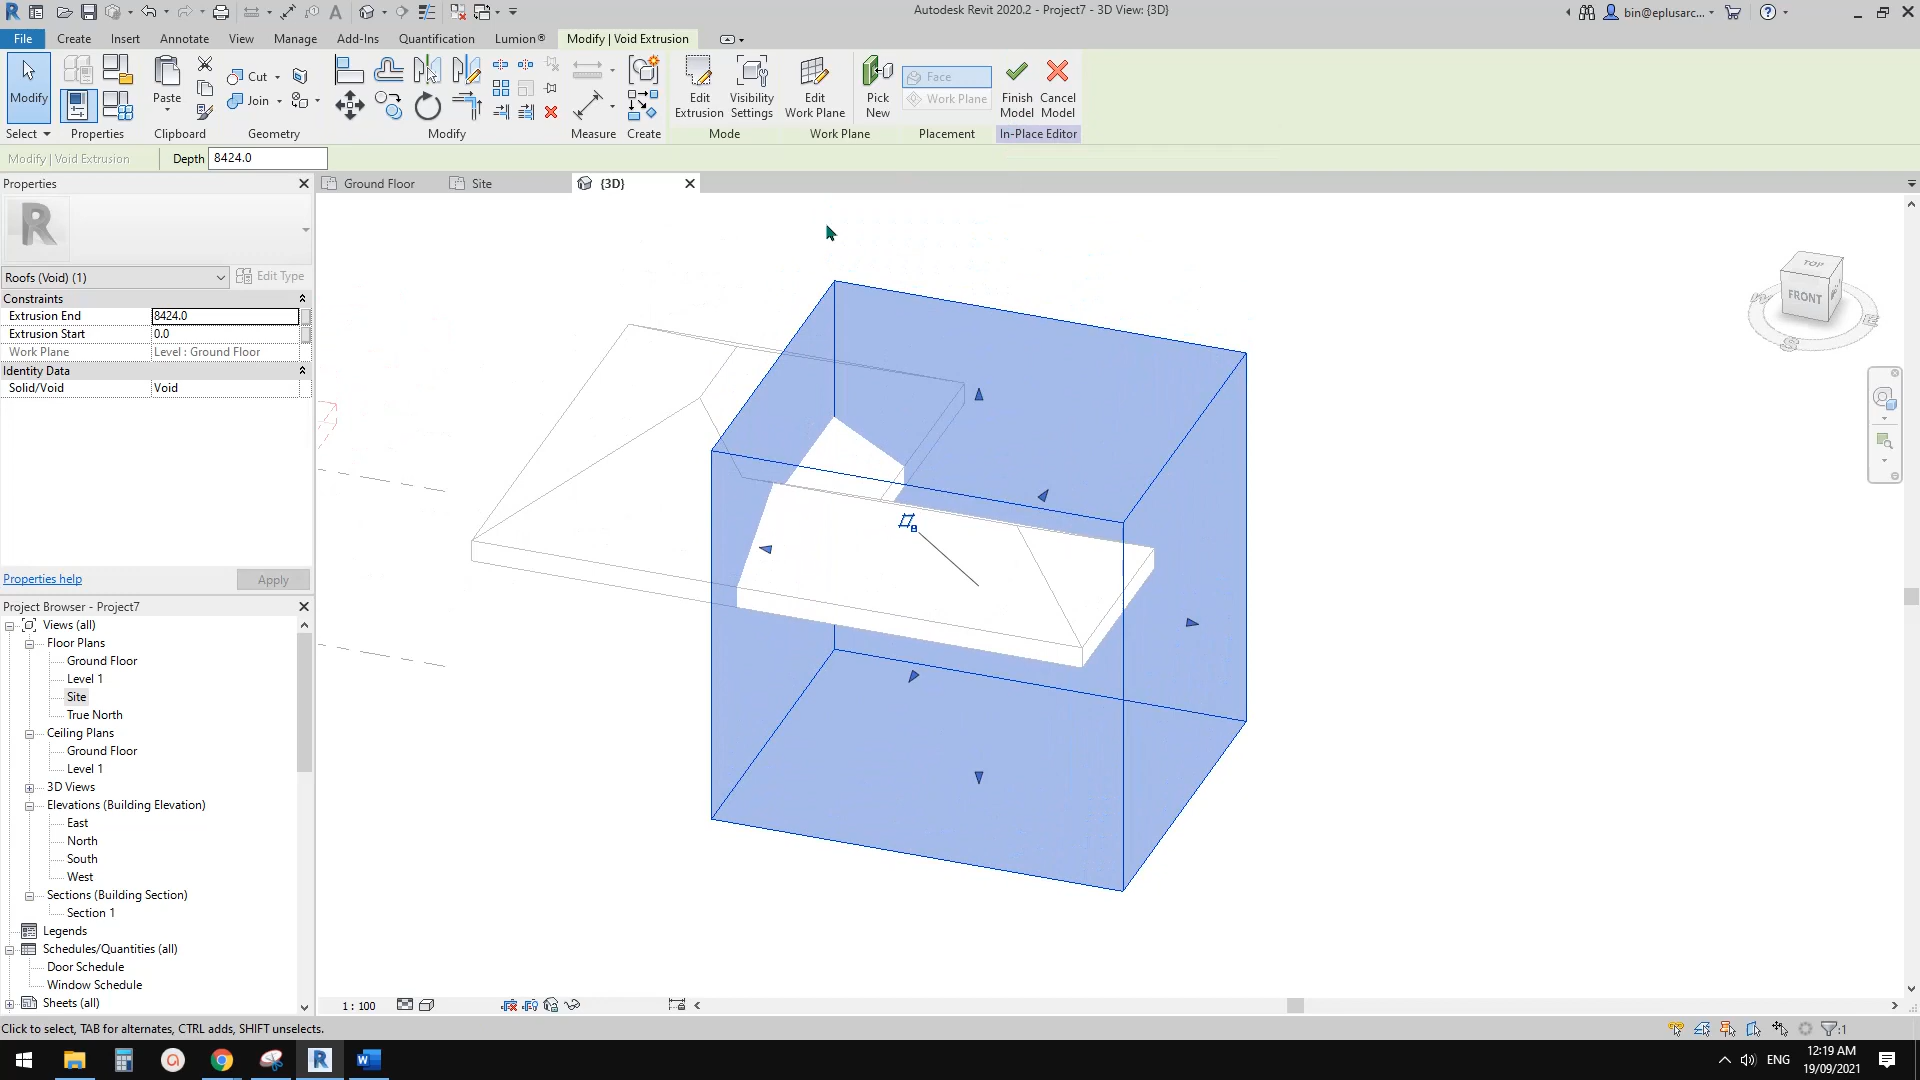 Autodesk Revit 2020.2 - Project7 - 3D View: {3D}
bin@eplusarc...
File Create Insert Annotate View Manage Add-Ins Quantification Lumion® Modify | Void Extrusion
Modify
Paste
Cut
Join
Edit Extrusion
Visibility Settings
Edit Work Plane
Pick New
Face
Work Plane
Finish Model
Cancel Model
Select Properties Clipboard Geometry Modify Measure Create Mode Work Plane Placement In-Place Editor
Modify | Void Extrusion Depth 8424.0
Properties
Ground Floor
Site
{3D}
R
Roofs (Void) (1)
Edit Type
Constraints
Extrusion End 8424.0
Extrusion Start 0.0
Work Plane Level : Ground Floor
Identity Data
Solid/Void Void
Properties help
Apply
TOP
FRONT
W
S
E
Project Browser - Project7
Views (all)
Floor Plans
Ground Floor
Level 1
Site
True North
Ceiling Plans
Ground Floor
Level 1
3D Views
Elevations (Building Elevation)
East
North
South
West
Sections (Building Section)
Section 1
Legends
Schedules/Quantities (all)
Door Schedule
Window Schedule
Sheets (all)
1 : 100
Click to select, TAB for alternates, CTRL adds, SHIFT unselects.
:1
ENG
12:19 AM
19/09/2021